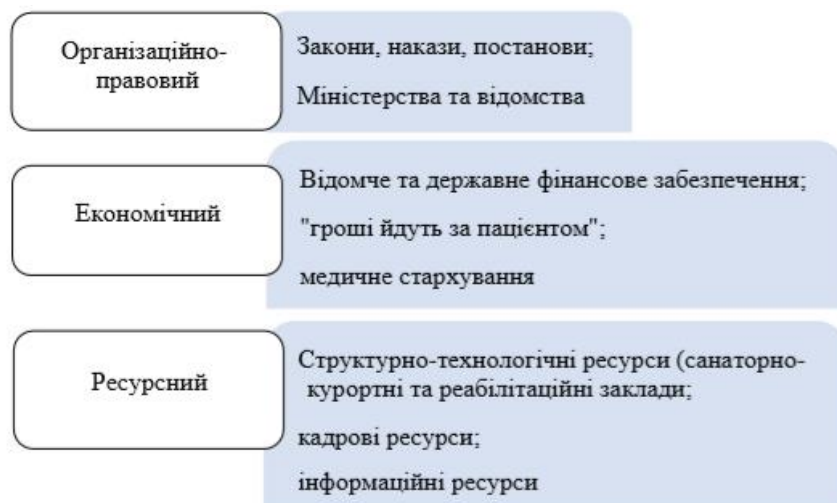 Організаційно-
правовий
Закони, накази, постанови;
Міністерства та відомства
Економічний
Відомче та державне фінансове забезпечення;
"гроші йдуть за пацієнтом";
медичне стархування
Ресурсний
Структурно-технологічні ресурси (санаторно-
курортні та реабілітаційні заклади;
кадрові ресурси;
інформаційні ресурси